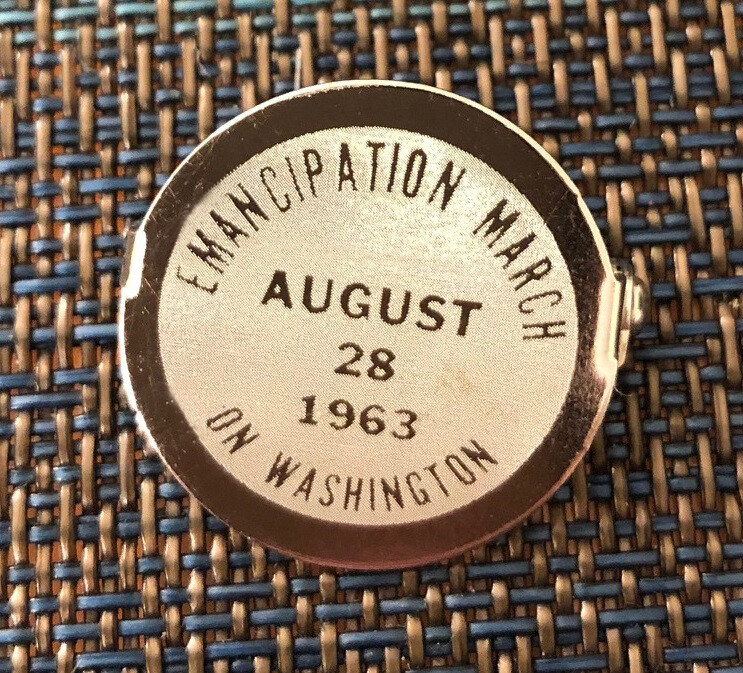 EMANCIPATION MARCH
AUGUST
28
1963
ON WASHINGTON